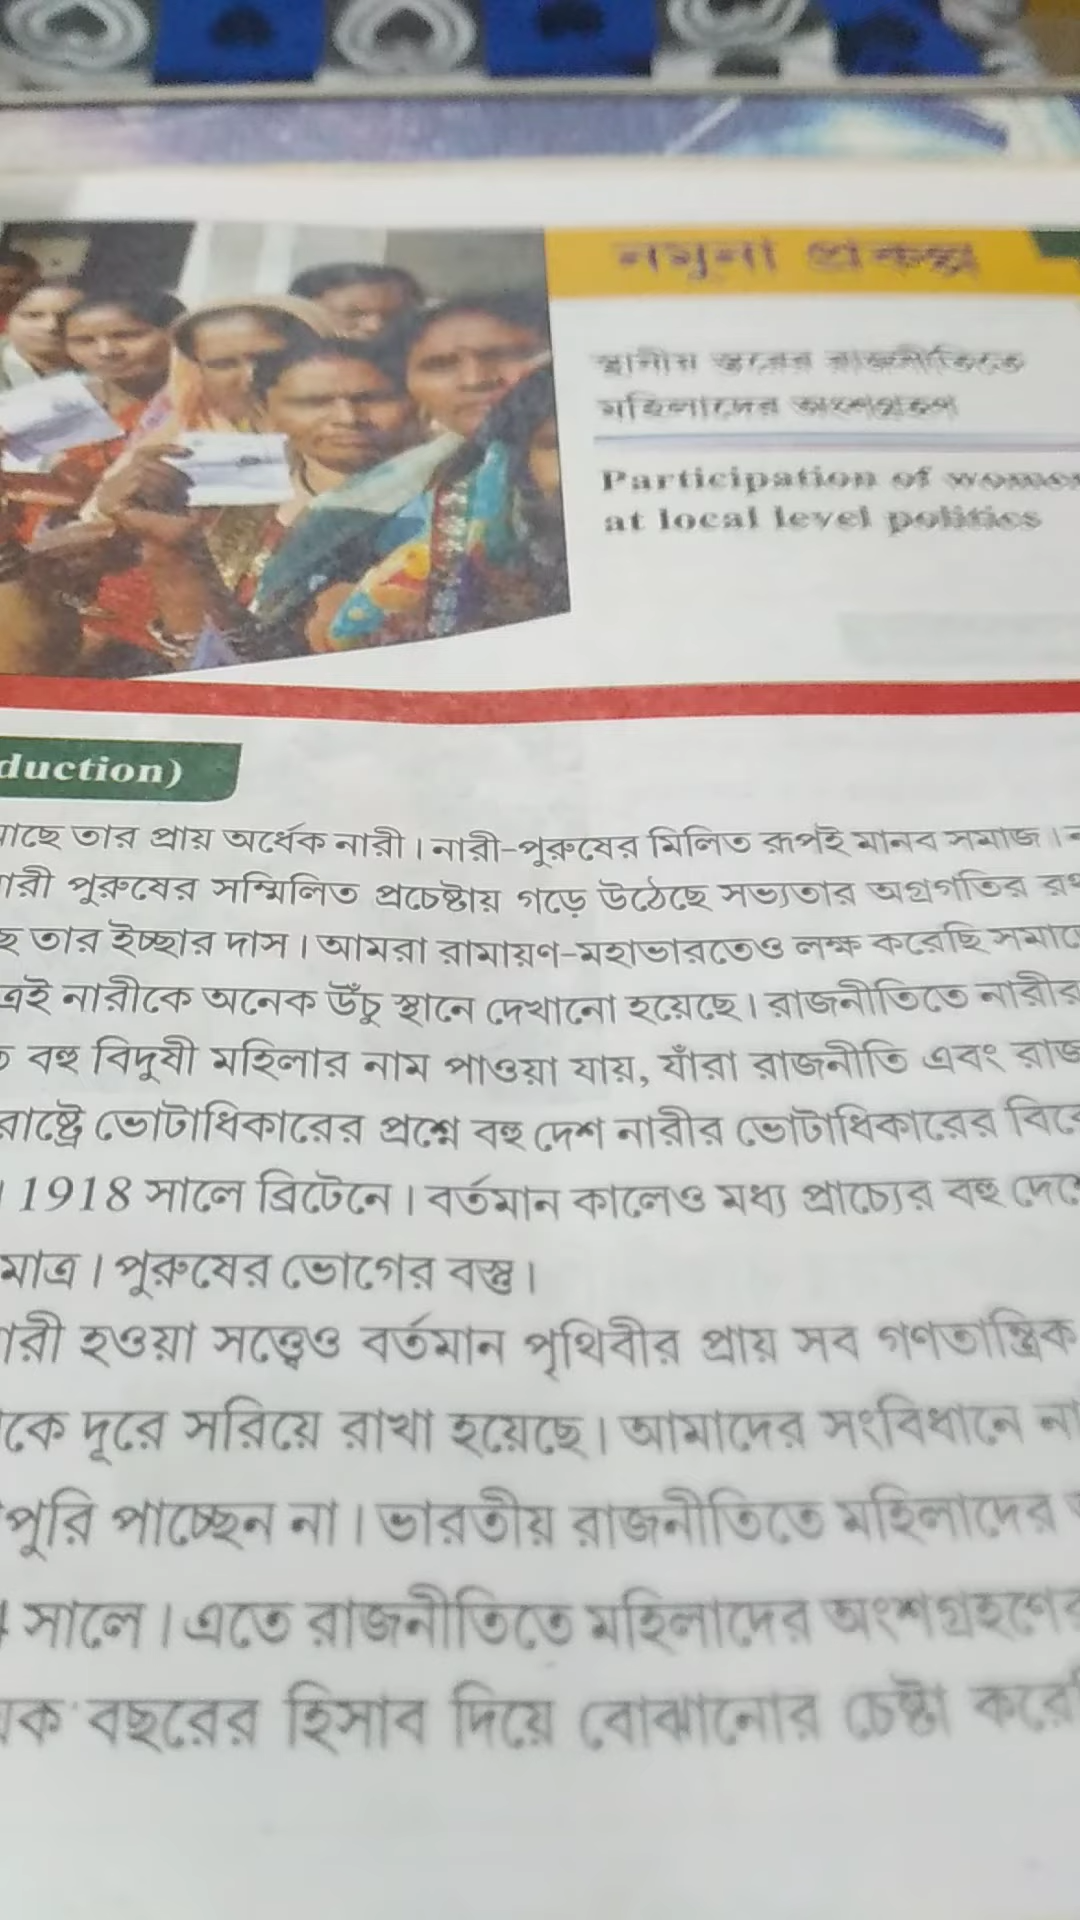 নমুনা প্রকল্প
স্থানীয় স্তরের রাজনীতিতে
মহিলাদের অংশগ্রহণ
Participation of
at local level politics
duction)
তার প্রায় অর্ধেক নারী। নারী-পুরুষের মিলিত রূপই মানব সমাজ।
পুরুষের সম্মিলিত প্রচেষ্টায় গড়ে উঠেছে সভ্যতার অগ্রগতির
তার ইচ্ছার দাস। আমরা রামায়ণ-মহাভারতেও লক্ষ করেছি
এই নারীকে অনেক উঁচু স্থানে দেখানো হয়েছে। রাজনীতিতে নারীর
বহু বিদুষী মহিলার নাম পাওয়া যায়, যাঁরা রাজনীতি এবং
রাষ্ট্রে ভোটাধিকারের প্রশ্নে বহু দেশ নারীর ভোটাধিকারের
। 1918 সালে ব্রিটেনে। বর্তমান কালেও মধ্য প্রাচ্যের বহু
মাত্র। পুরুষের ভোগের বস্তু।
হওয়া সত্ত্বেও বর্তমান পৃথিবীর প্রায় সব গণতান্ত্রিক
কে দূরে সরিয়ে রাখা হয়েছে। আমাদের সংবিধানে
পুরি পাচ্ছেন না। ভারতীয় রাজনীতিতে মহিলাদের
সালে। এতে রাজনীতিতে মহিলাদের অংশগ্রহণের
বছরের হিসাব দিয়ে বোঝানোর চেষ্টা